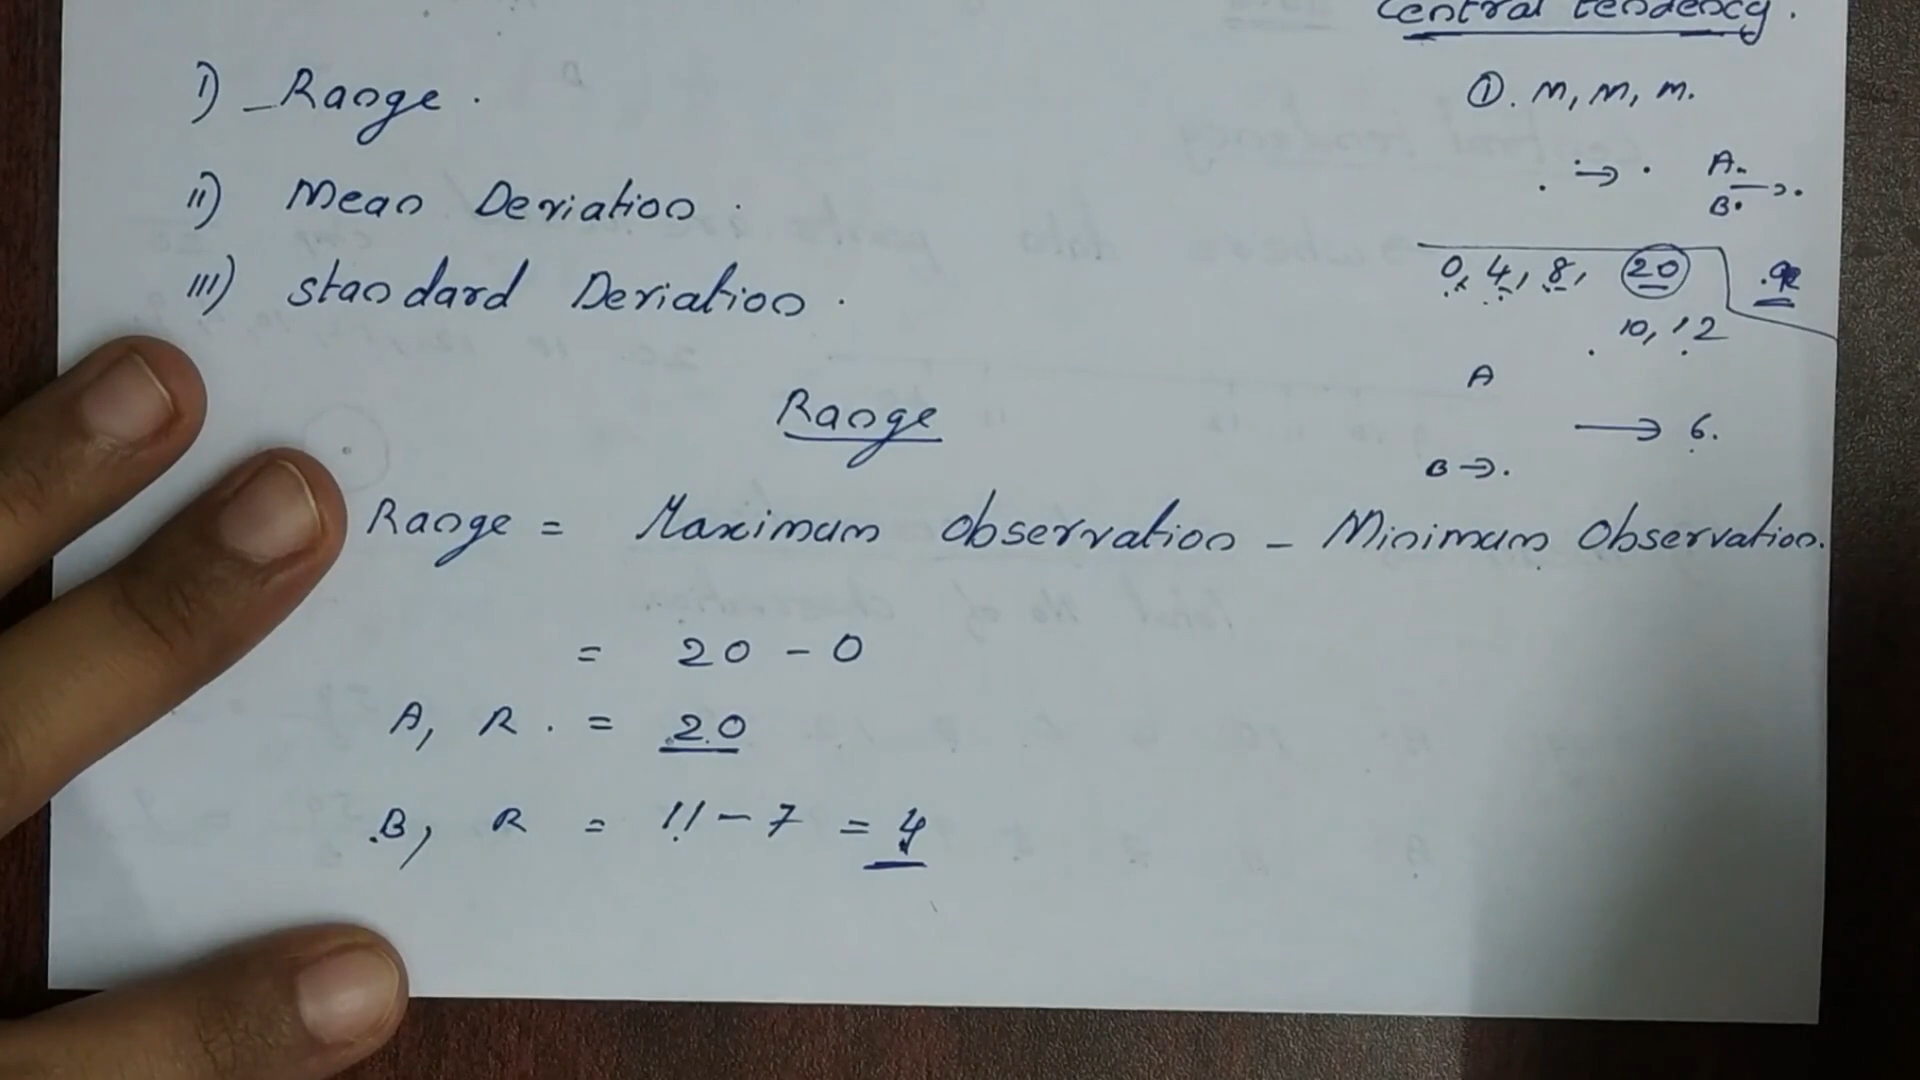 Central tendency.
i) Range.
① . M, M, m.
ii) Mean Deviation.
. → . A.
B. → .
iii) Standard Deviation.
0, 4, 8, 20
10, 12
A
→ 6.
B → .
Range
Range = Maximum Observation - Minimum Observation.
= 20 - 0
A, R. = 20
B, R = 11 - 7 = 4